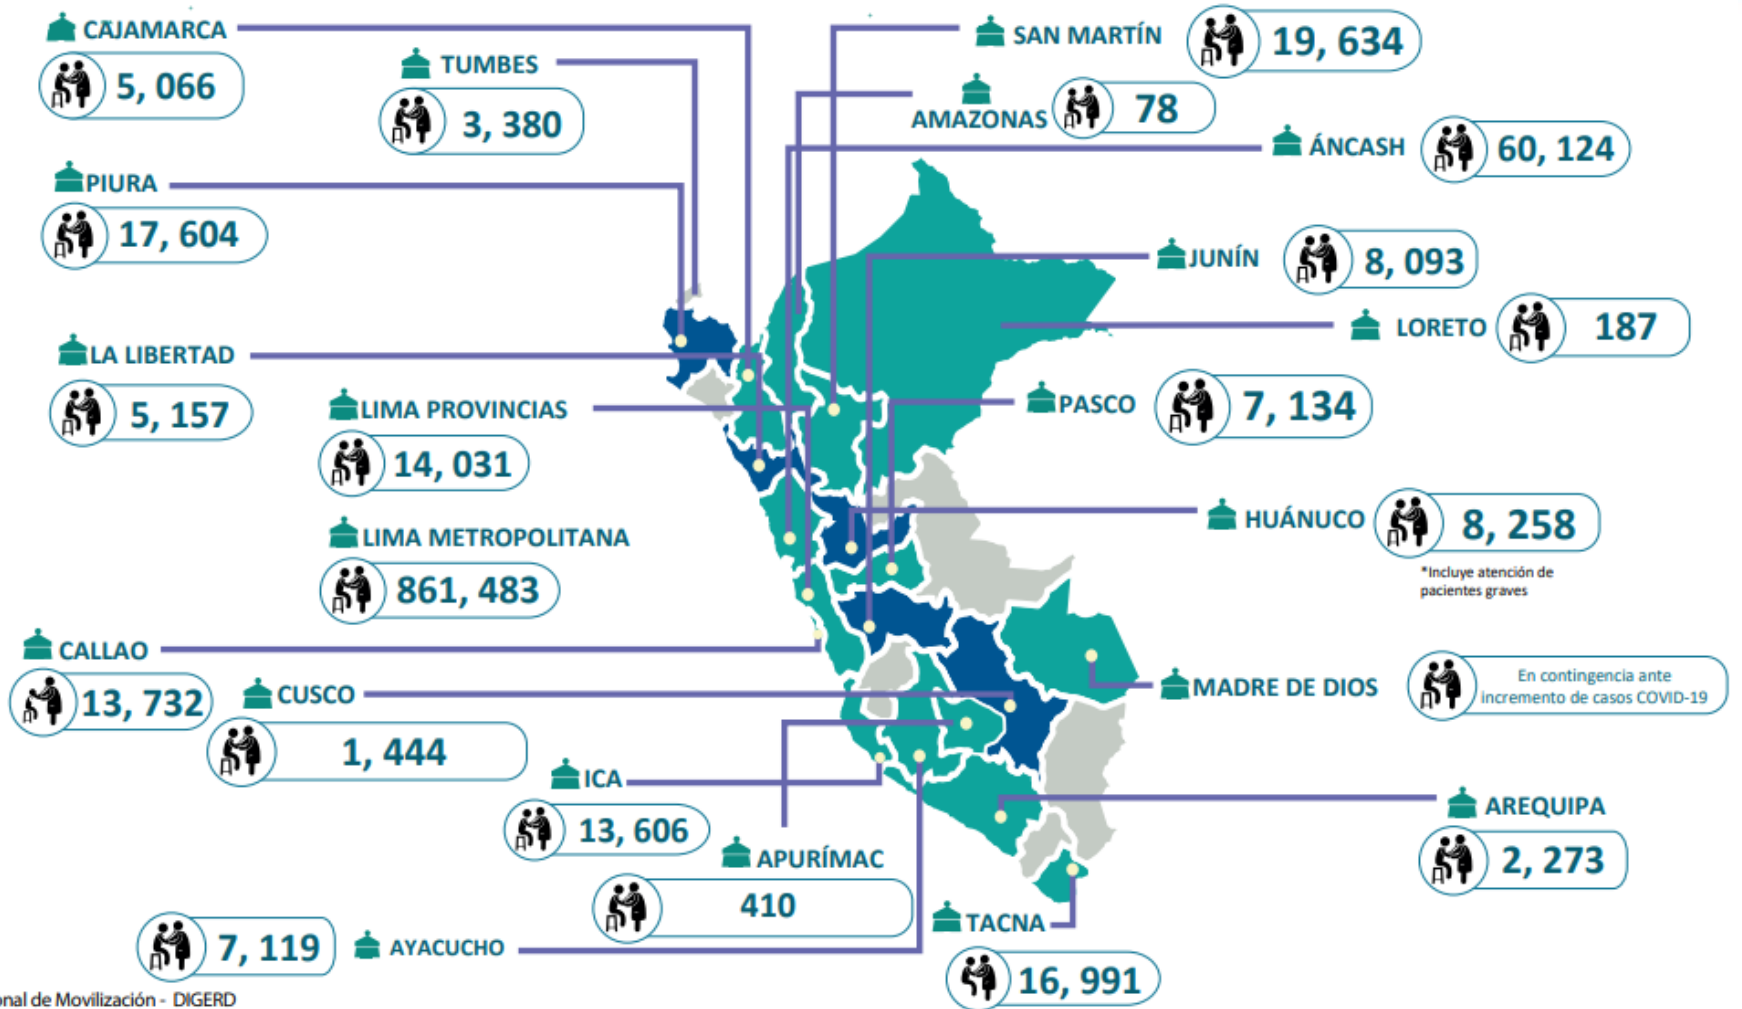 CAJAMARCA
5, 066
TUMBES
3, 380
SAN MARTÍN
19, 634
AMAZONAS
78
ÁNCASH
60, 124
PIURA
17, 604
JUNÍN
8, 093
LORETO
187
LA LIBERTAD
5, 157
LIMA PROVINCIAS
14, 031
PASCO
7, 134
LIMA METROPOLITANA
861, 483
HUÁNUCO
8, 258
*Incluye atención de
pacientes graves
CALLAO
13, 732
CUSCO
1, 444
MADRE DE DIOS
En contingencia ante
incremento de casos COVID-19
ICA
13, 606
APURÍMAC
410
AREQUIPA
2, 273
7, 119
AYACUCHO
TACNA
16, 991
de Movilización - DIGERD